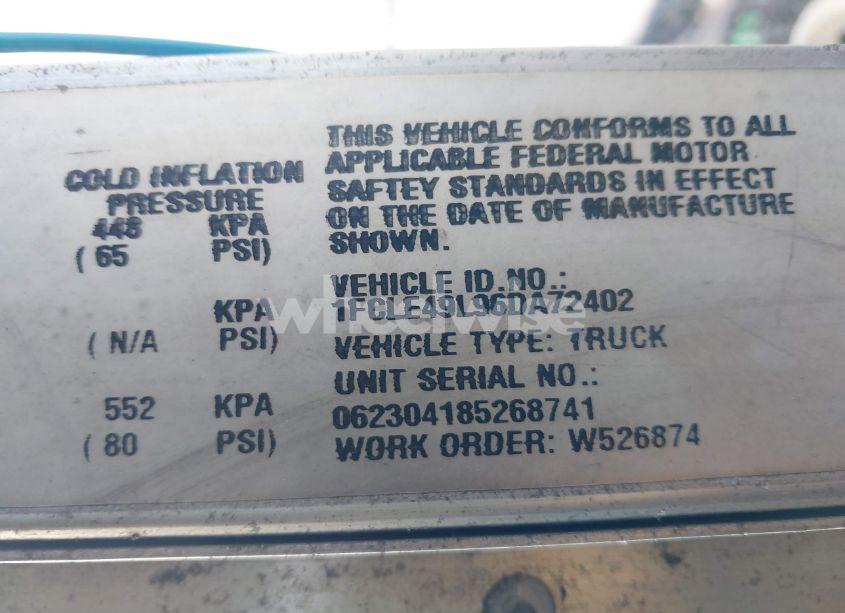 COLD INFLATION
PRESSURE
448 KPA
( 65 PSI)
KPA
( N/A PSI)
552 KPA
( 80 PSI)
THIS VEHICLE CONFORMS TO ALL
APPLICABLE FEDERAL MOTOR
SAFTEY STANDARDS IN EFFECT
ON THE DATE OF MANUFACTURE
SHOWN.
VEHICLE ID.NO.:
1FCLE49L96DA72402
VEHICLE TYPE: TRUCK
UNIT SERIAL NO.:
062304185268741
WORK ORDER: W526874
wheelwise